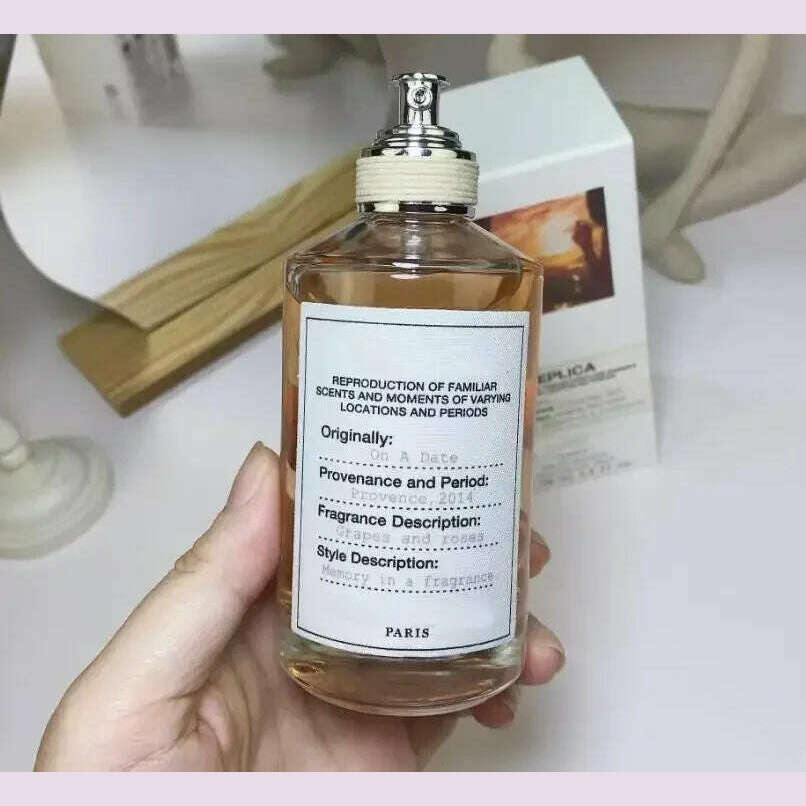 REPRODUCTION OF FAMILIAR
SCENTS AND MOMENTS OF VARYING
LOCATIONS AND PERIODS
Originally:
On A Date
Provenance and Period:
Provence, 2014
Fragrance Description:
Grapes and roses
Style Description:
Memory in a fragrance
PARIS
EPLICA